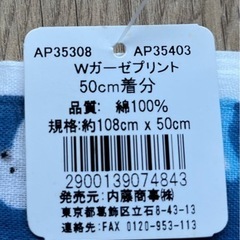 AP35308 AP35403
Wガーゼプリント
50cm着分
品質: 綿100%
規格:約108cm x 50cm
2900139074843
発売元:内藤商事㈱
東京都葛飾区立石8-43-13
連絡先:FAX 0120-953-113